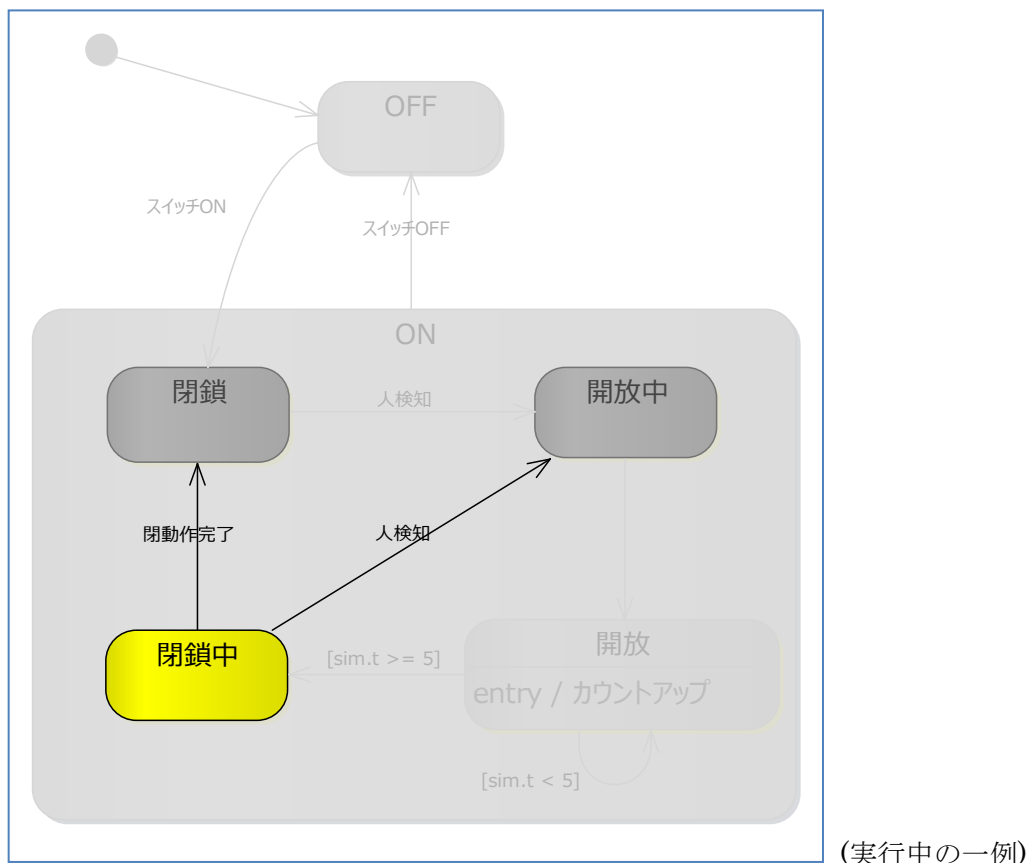 OFF
スイッチON
スイッチOFF
ON
閉鎖
人検知
開放中
閉動作完了
人検知
閉鎖中
[sim.t >= 5]
開放
entry / カウントアップ
[sim.t < 5]
(実行中の一例)